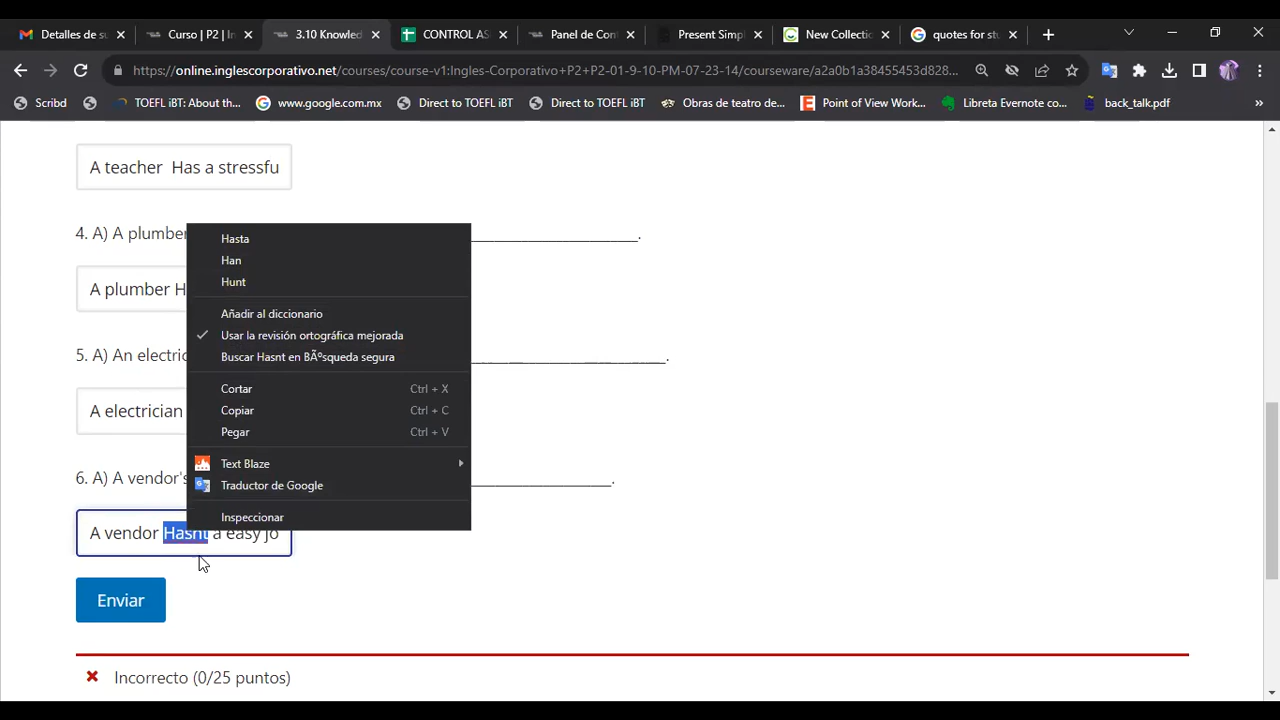 Detalles de su
Curso | P2 | In
3.10 Knowled
CONTROL AS
Panel de Con
Present Simpl
New Collectio
quotes for stu
https://online.inglescorporativo.net/courses/course-v1:Ingles-Corporativo+P2+P2-01-9-10-PM-07-23-14/courseware/a2a0b1a38455453d828...
Scribd
TOEFL iBT: About th...
www.google.com.mx
Direct to TOEFL iBT
Direct to TOEFL iBT
Obras de teatro de...
Point of View Work...
Libreta Evernote co...
back_talk.pdf
»
A teacher  Has a stressfu
4. A) A plumber
A plumber H
5. A) An electric
A electrician
6. A) A vendor's
A vendor Hasnt a easy jo
Hasta
Han
Hunt
Añadir al diccionario
Usar la revisión ortográfica mejorada
Buscar Hasnt en BÃºsqueda segura
Cortar Ctrl + X
Copiar Ctrl + C
Pegar Ctrl + V
Text Blaze
Traductor de Google
Inspeccionar
Enviar
Incorrecto (0/25 puntos)